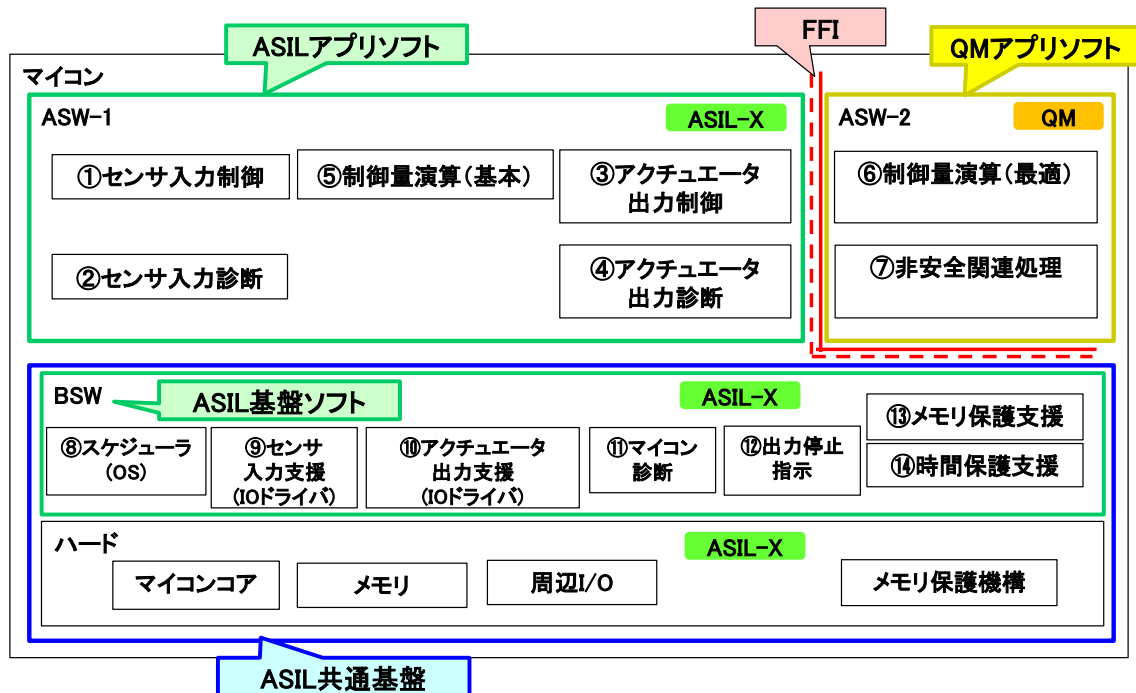 FFI
ASILアプリソフト
QMアプリソフト
マイコン
ASW-1
ASIL-X
①センサ入力制御
⑤制御量演算(基本)
③アクチュエータ
出力制御
②センサ入力診断
④アクチュエータ
出力診断
ASW-2
QM
⑥制御量演算(最適)
⑦非安全関連処理
BSW
ASIL基盤ソフト
ASIL-X
⑧スケジューラ
(OS)
⑨センサ
入力支援
(IOドライバ)
⑩アクチュエータ
出力支援
(IOドライバ)
⑪マイコン
診断
⑫出力停止
指示
⑬メモリ保護支援
⑭時間保護支援
ハード
ASIL-X
マイコンコア
メモリ
周辺I/O
メモリ保護機構
ASIL共通基盤